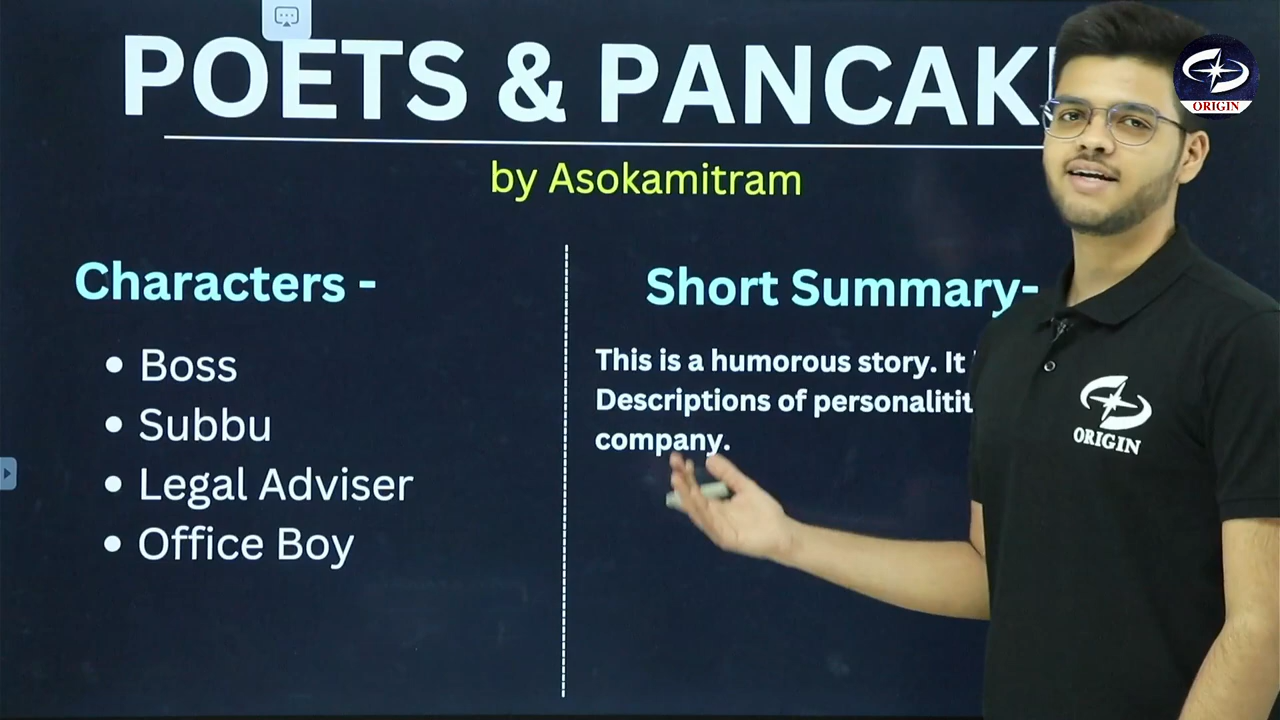 POETS & PANCAK
by Asokamitram
ORIGIN
Characters -
Short Summary-
• Boss
• Subbu
• Legal Adviser
• Office Boy
This is a humorous story. It
Descriptions of personalitit
company.
ORIGIN